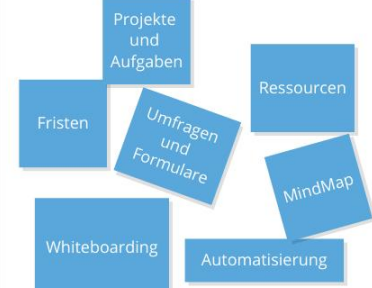 Projekte
und
Aufgaben
Ressourcen
Fristen
Umfragen
und
Formulare
MindMap
Whiteboarding
Automatisierung